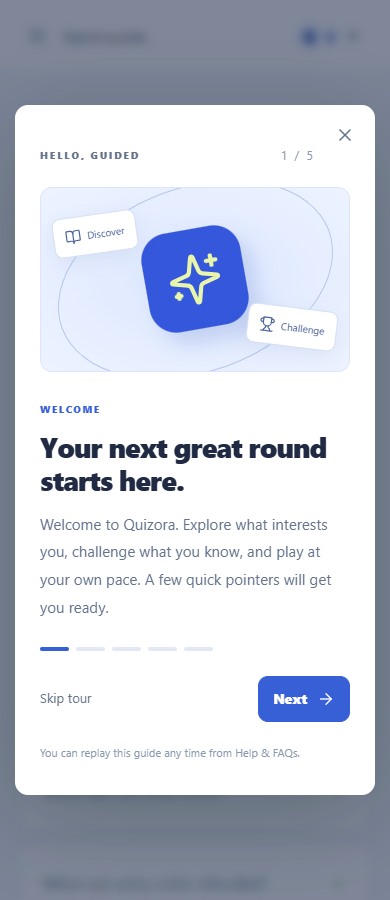 HELLO, GUIDED
1 / 5
Discover
Challenge
WELCOME
Your next great round
starts here.
Welcome to Quizora. Explore what interests
you, challenge what you know, and play at
your own pace. A few quick pointers will get
you ready.
Skip tour
Next
You can replay this guide any time from Help & FAQs.